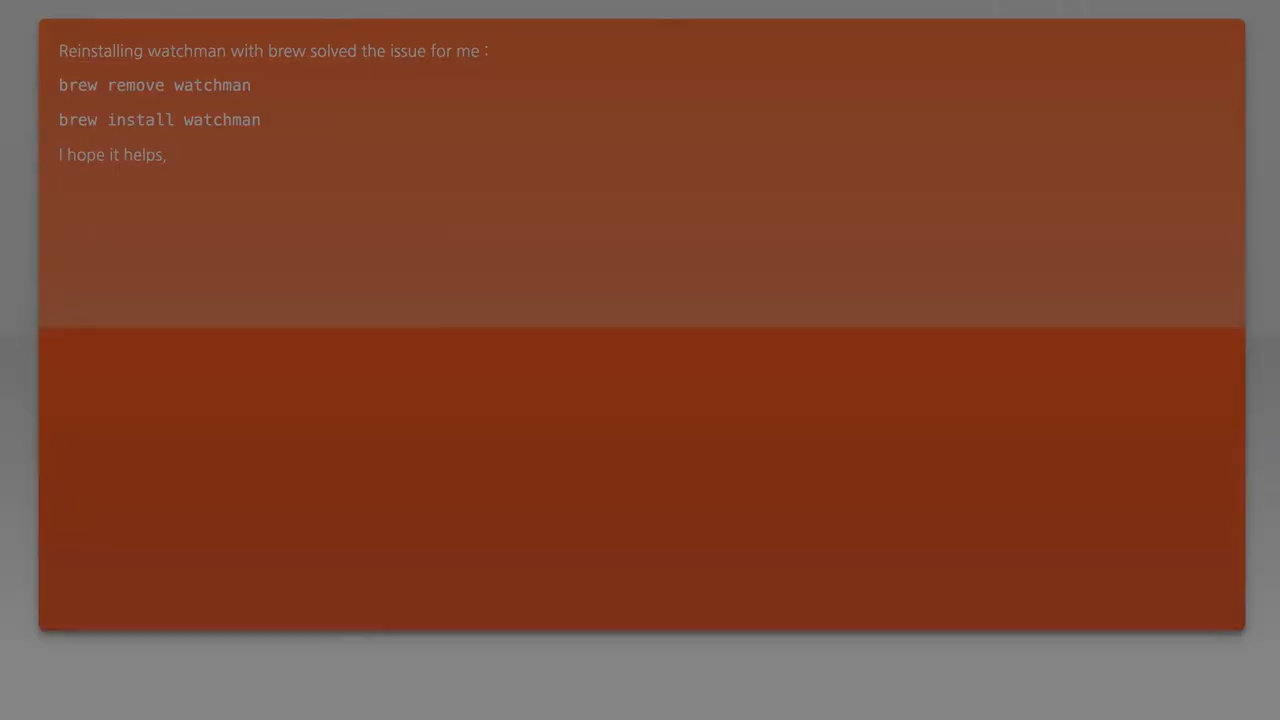 Reinstalling watchman with brew solved the issue for me :
brew remove watchman
brew install watchman
I hope it helps,